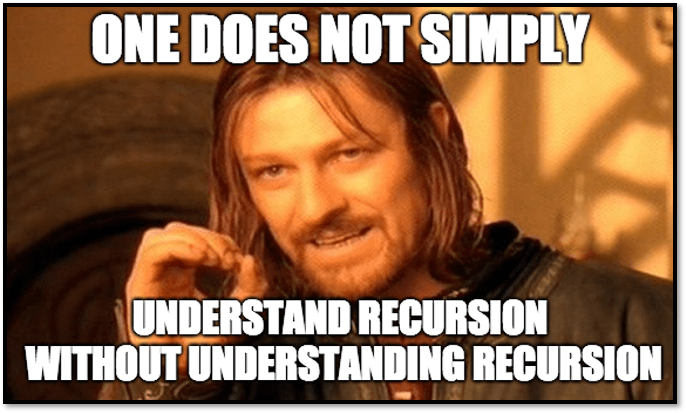 ONE DOES NOT SIMPLY
UNDERSTAND RECURSION
WITHOUT UNDERSTANDING RECURSION